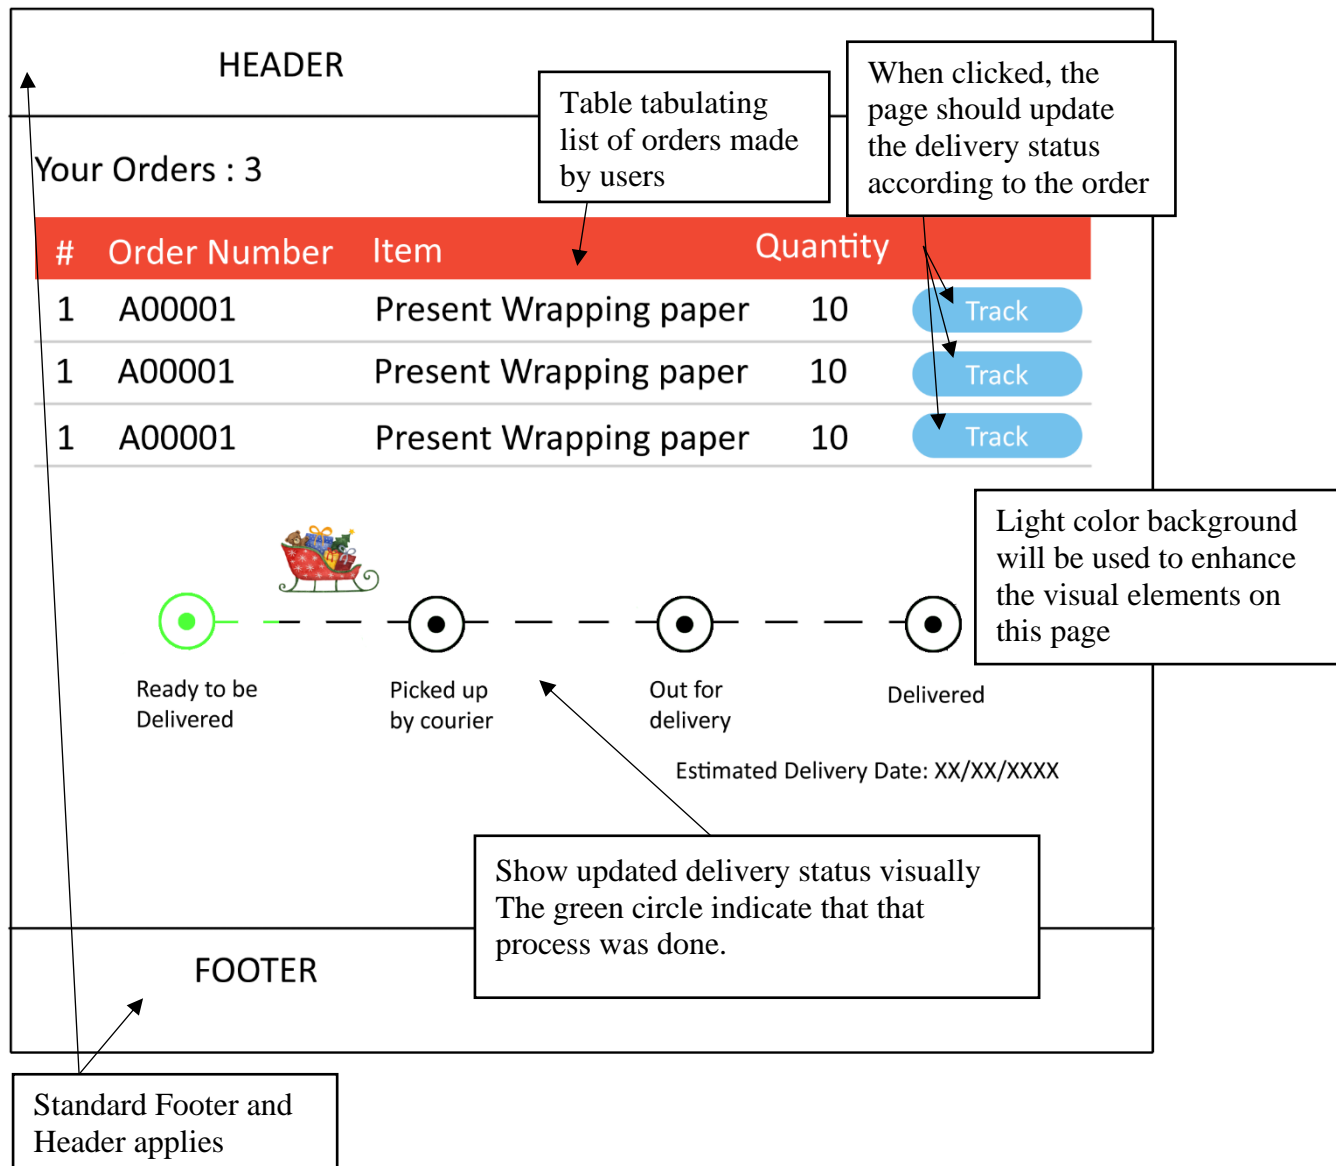 HEADER
Table tabulating
list of orders made
by users
When clicked, the
page should update
the delivery status
according to the order
Your Orders : 3
# Order Number Item Quantity
1 A00001 Present Wrapping paper 10 Track
1 A00001 Present Wrapping paper 10 Track
1 A00001 Present Wrapping paper 10 Track
Light color background
will be used to enhance
the visual elements on
this page
Ready to be
Delivered
Picked up
by courier
Out for
delivery
Delivered
Estimated Delivery Date: XX/XX/XXXX
Show updated delivery status visually
The green circle indicate that that
process was done.
FOOTER
Standard Footer and
Header applies